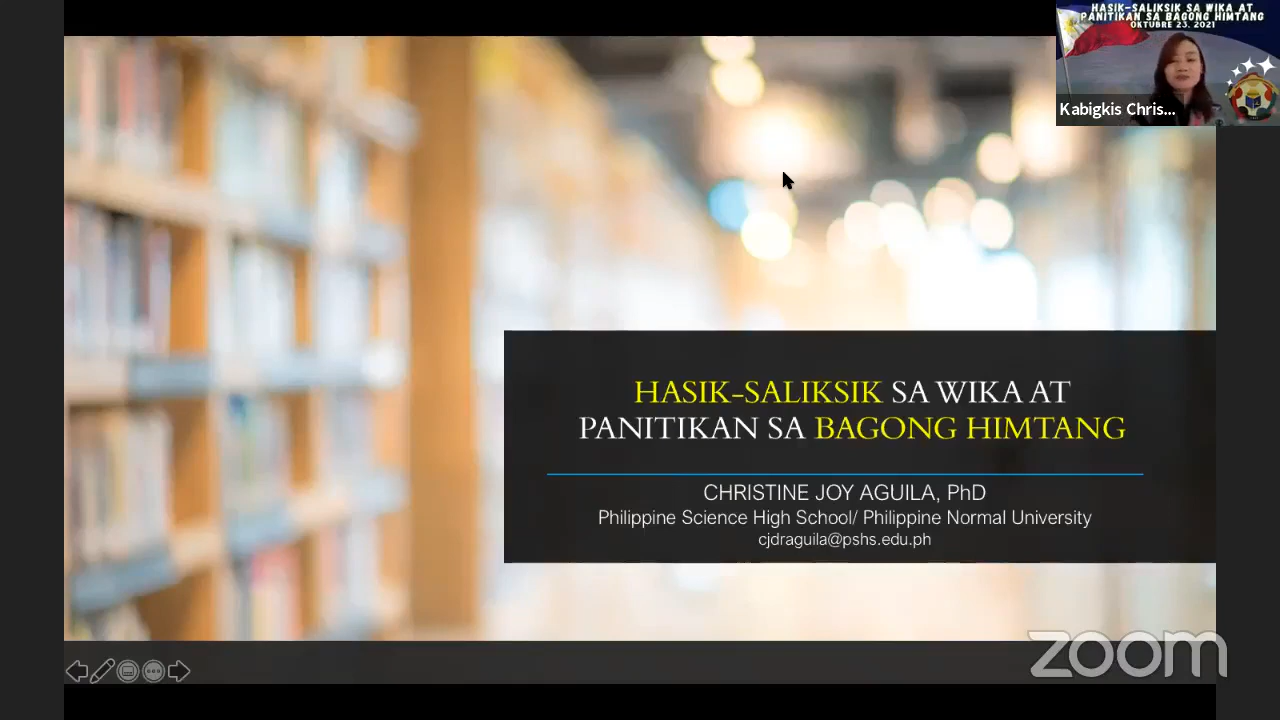 HASIK-SALIKSIK SA WIKA AT
PANITIKAN SA BAGONG HIMTANG
OKTUBRE 23, 2021
Kabigkis Chris...
HASIK-SALIKSIK SA WIKA AT
PANITIKAN SA BAGONG HIMTANG
CHRISTINE JOY AGUILA, PhD
Philippine Science High School/ Philippine Normal University
cjdraguila@pshs.edu.ph
zoom